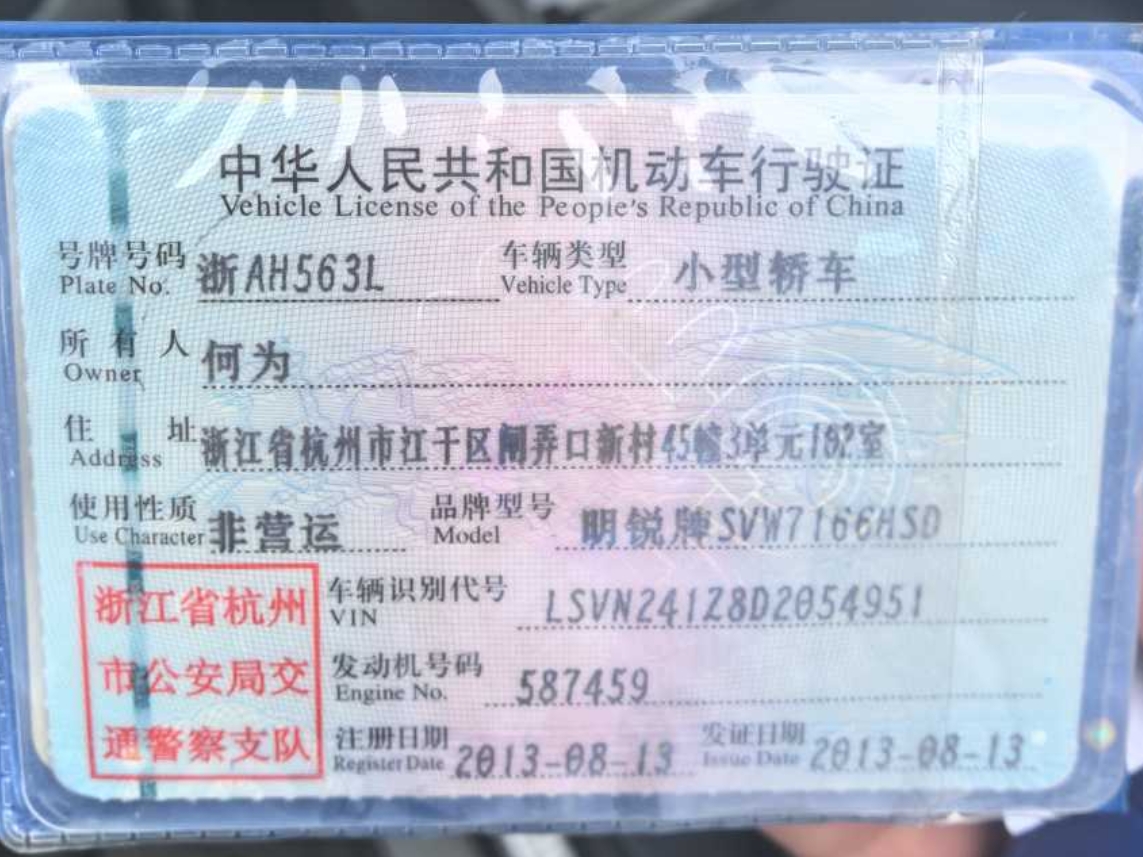 中华人民共和国机动车行驶证
Vehicle License of the People's Republic of China
号牌号码 浙AH563L 车辆类型 小型轿车
Plate No. Vehicle Type
所有人 何为
Owner
住址 浙江省杭州市江干区闸弄口新村45幢3单元102室
Address
使用性质 非营运 品牌型号 明锐牌SVW7166HSD
Use Character Model
浙江省杭州
市公安局交
通警察支队
车辆识别代号 LSVN241Z8D2054951
VIN
发动机号码 587459
Engine No.
注册日期 2013-08-13 发证日期 2013-08-13
Register Date Issue Date